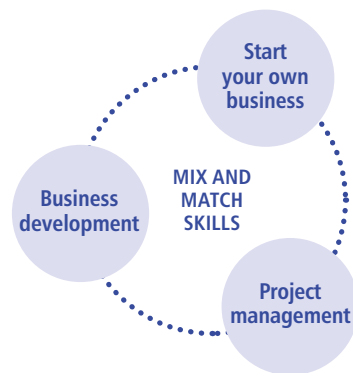 Start
your own
business
MIX AND
MATCH
SKILLS
Business
development
Project
management